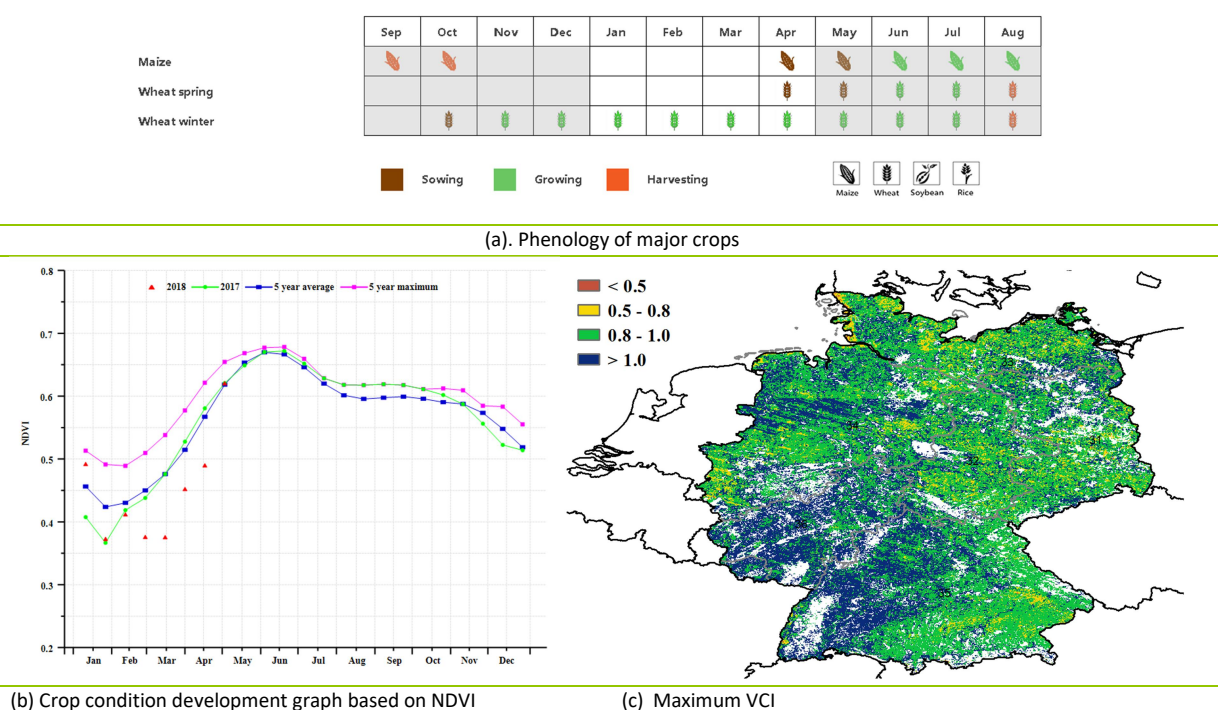 Sep Oct Nov Dec Jan Feb Mar Apr May Jun Jul Aug
Maize
Wheat spring
Wheat winter
Sowing Growing Harvesting
Maize Wheat Soybean Rice
(a). Phenology of major crops
0.8
2018 2017 5 year average 5 year maximum
0.7
0.6
0.5
0.4
0.3
0.2
NDVI
Jan Feb Mar Apr May Jun Jul Aug Sep Oct Nov Dec
< 0.5
0.5 - 0.8
0.8 - 1.0
> 1.0
(b) Crop condition development graph based on NDVI
(c) Maximum VCI